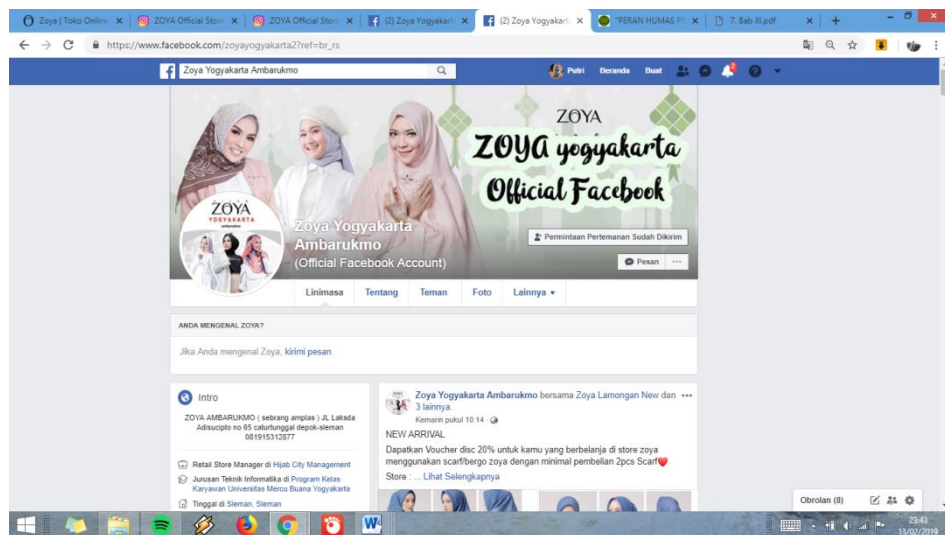 Zoya | Toko Online
ZOYA Official Store
ZOYA Official Store
(2) Zoya Yogyakarta
(2) Zoya Yogyakarta
"PERAN HUMAS
7. Bab III.pdf
https://www.facebook.com/zoyayogyakarta2?ref=br_rs
Zoya Yogyakarta Ambarukmo
Putri Beranda Buat
2
ZOYA
ZOYA yogyakarta
Official Facebook
ZOYA
YOGYAKARTA
Zoya Yogyakarta
Ambarukmo
(Official Facebook Account)
Permintaan Pertemanan Sudah Dikirim
Pesan
Linimasa Tentang Teman Foto Lainnya
ANDA MENGENAL ZOYA?
Jika Anda mengenal Zoya, kirimi pesan.
Intro
ZOYA AMBARUKMO ( sebrang amplas ) JL Laksda
Adisucipto no 65 caturtunggal depok-sleman
081915312877
Retail Store Manager di Hijab City Management
Jurusan Teknik Informatika di Program Kelas
Karyawan Universitas Mercu Buana Yogyakarta
Tinggal di Sleman, Sleman
Zoya Yogyakarta Ambarukmo bersama Zoya Lamongan New dan
3 lainnya.
Kemarin pukul 10.14
NEW ARRIVAL
Dapatkan Voucher disc 20% untuk kamu yang berbelanja di store zoya
menggunakan scarf/bergo zoya dengan minimal pembelian 2pcs Scarf❤
Store : ... Lihat Selengkapnya
Obrolan (8)
23:43
13/02/2019